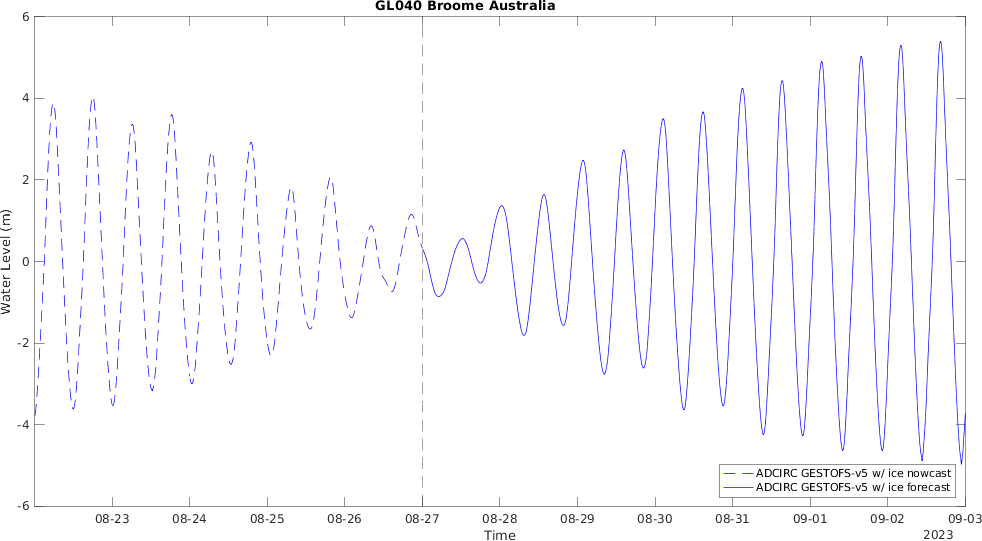 GL040 Broome Australia
6
4
2
0
-2
-4
-6
Water Level (m)
ADCIRC GESTOFS-v5 w/ ice nowcast
ADCIRC GESTOFS-v5 w/ ice forecast
08-23 08-24 08-25 08-26 08-27 08-28 08-29 08-30 08-31 09-01 09-02 09-03
Time
2023